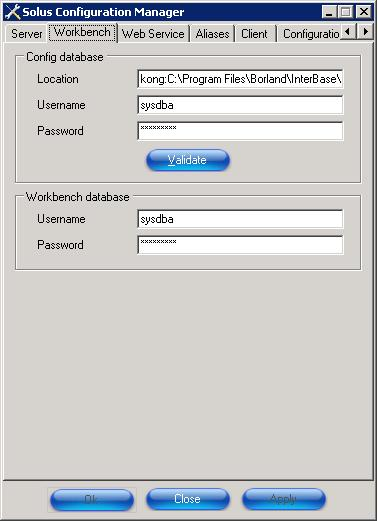 Solus Configuration Manager
Server Workbench Web Service Aliases Client Configuratio
Config database
Location kong:C:\Program Files\Borland\InterBase\
Username sysdba
Password *********
Validate
Workbench database
Username sysdba
Password *********
Ok Close Apply